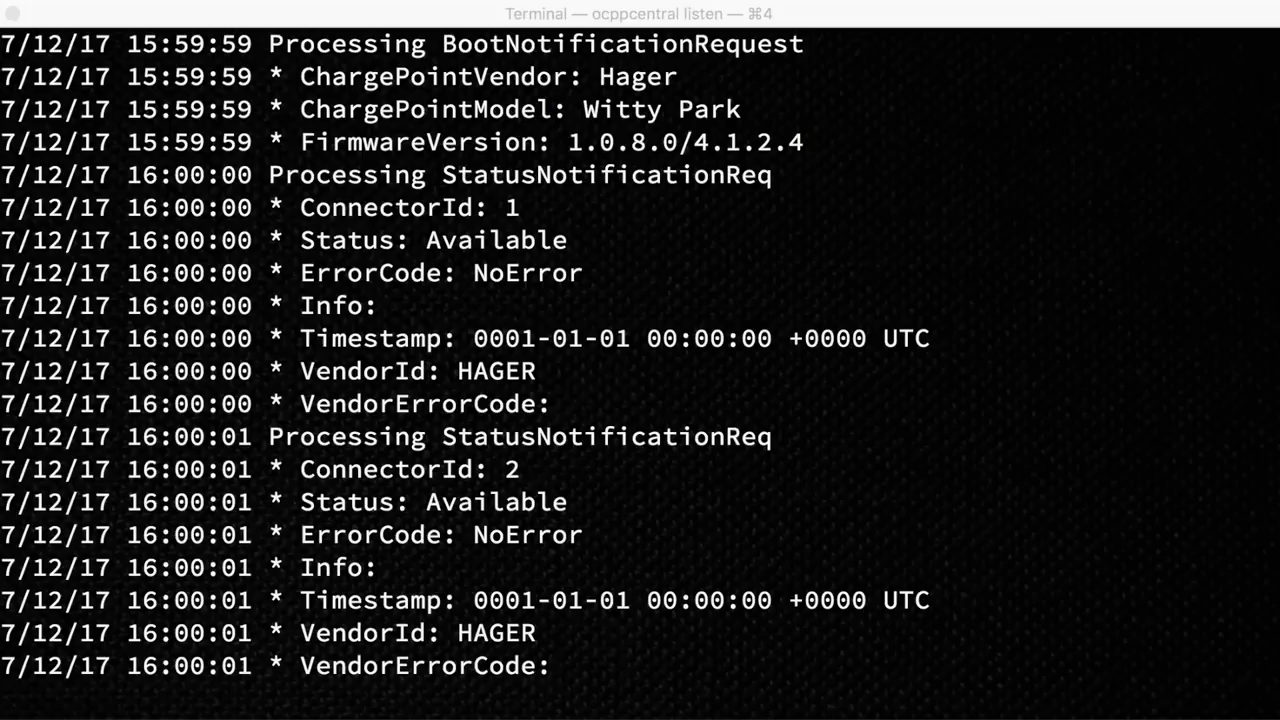 Terminal — ocppcentral listen — ⌘4
7/12/17 15:59:59 Processing BootNotificationRequest
7/12/17 15:59:59 * ChargePointVendor: Hager
7/12/17 15:59:59 * ChargePointModel: Witty Park
7/12/17 15:59:59 * FirmwareVersion: 1.0.8.0/4.1.2.4
7/12/17 16:00:00 Processing StatusNotificationReq
7/12/17 16:00:00 * ConnectorId: 1
7/12/17 16:00:00 * Status: Available
7/12/17 16:00:00 * ErrorCode: NoError
7/12/17 16:00:00 * Info:
7/12/17 16:00:00 * Timestamp: 0001-01-01 00:00:00 +0000 UTC
7/12/17 16:00:00 * VendorId: HAGER
7/12/17 16:00:00 * VendorErrorCode:
7/12/17 16:00:01 Processing StatusNotificationReq
7/12/17 16:00:01 * ConnectorId: 2
7/12/17 16:00:01 * Status: Available
7/12/17 16:00:01 * ErrorCode: NoError
7/12/17 16:00:01 * Info:
7/12/17 16:00:01 * Timestamp: 0001-01-01 00:00:00 +0000 UTC
7/12/17 16:00:01 * VendorId: HAGER
7/12/17 16:00:01 * VendorErrorCode: